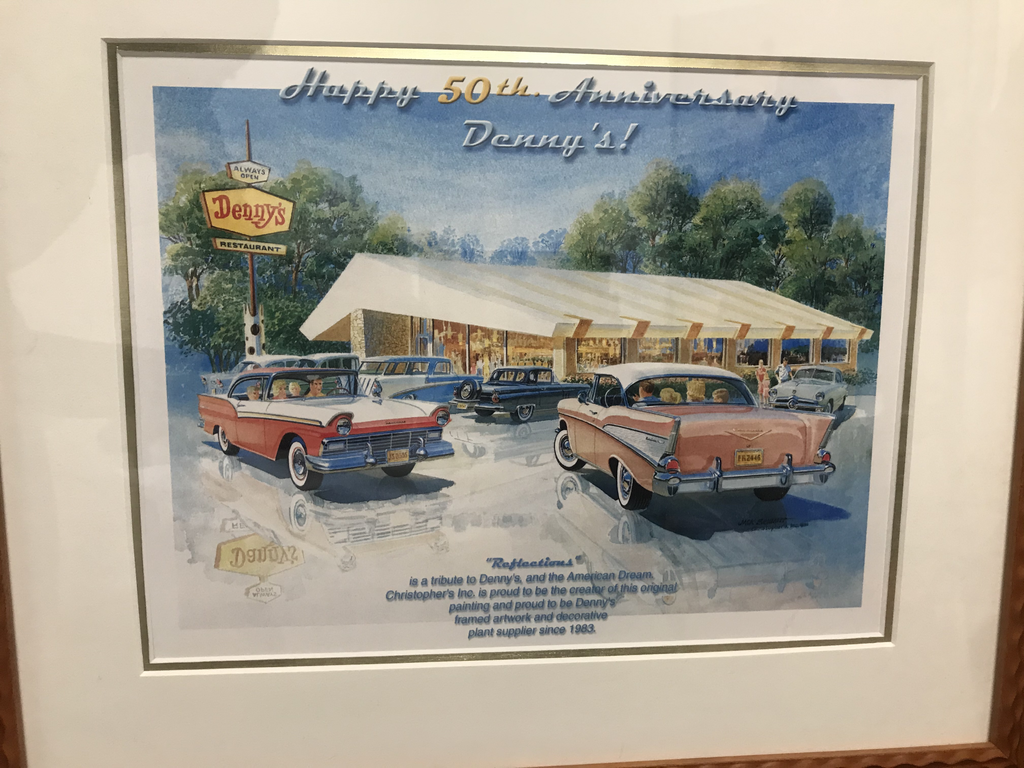 Happy 50th. Anniversary
Denny's!
ALWAYS
OPEN
Denny's
RESTAURANT
Denny's
"Reflections"
is a tribute to Denny's, and the American Dream.
Christopher's Inc. is proud to be the creator of this original
painting and proud to be Denny's
framed artwork and decorative
plant supplier since 1983.